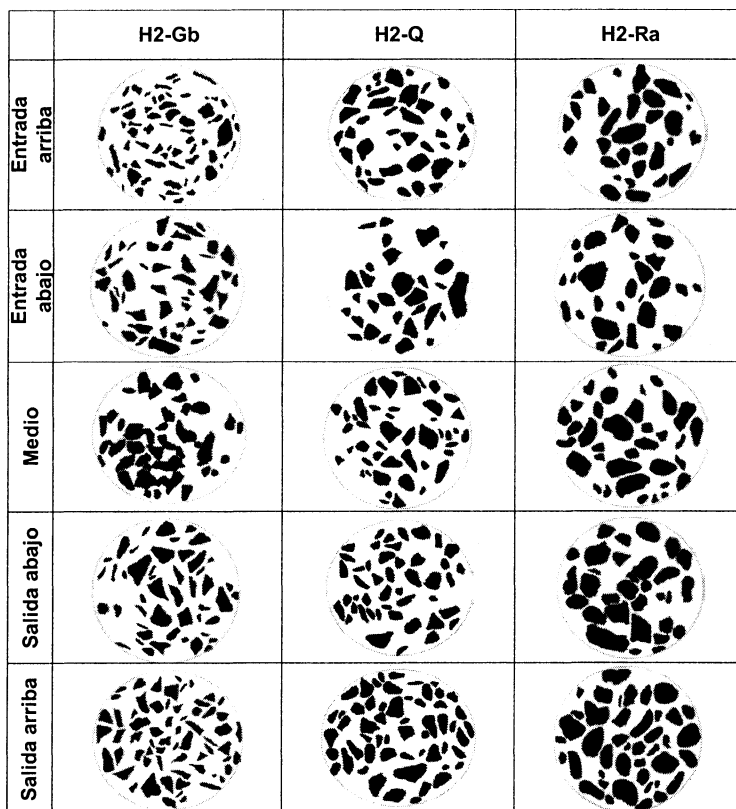 H2-Gb H2-Q H2-Ra
Entrada
arriba
Entrada
abajo
Medio
Salida abajo
Salida arriba